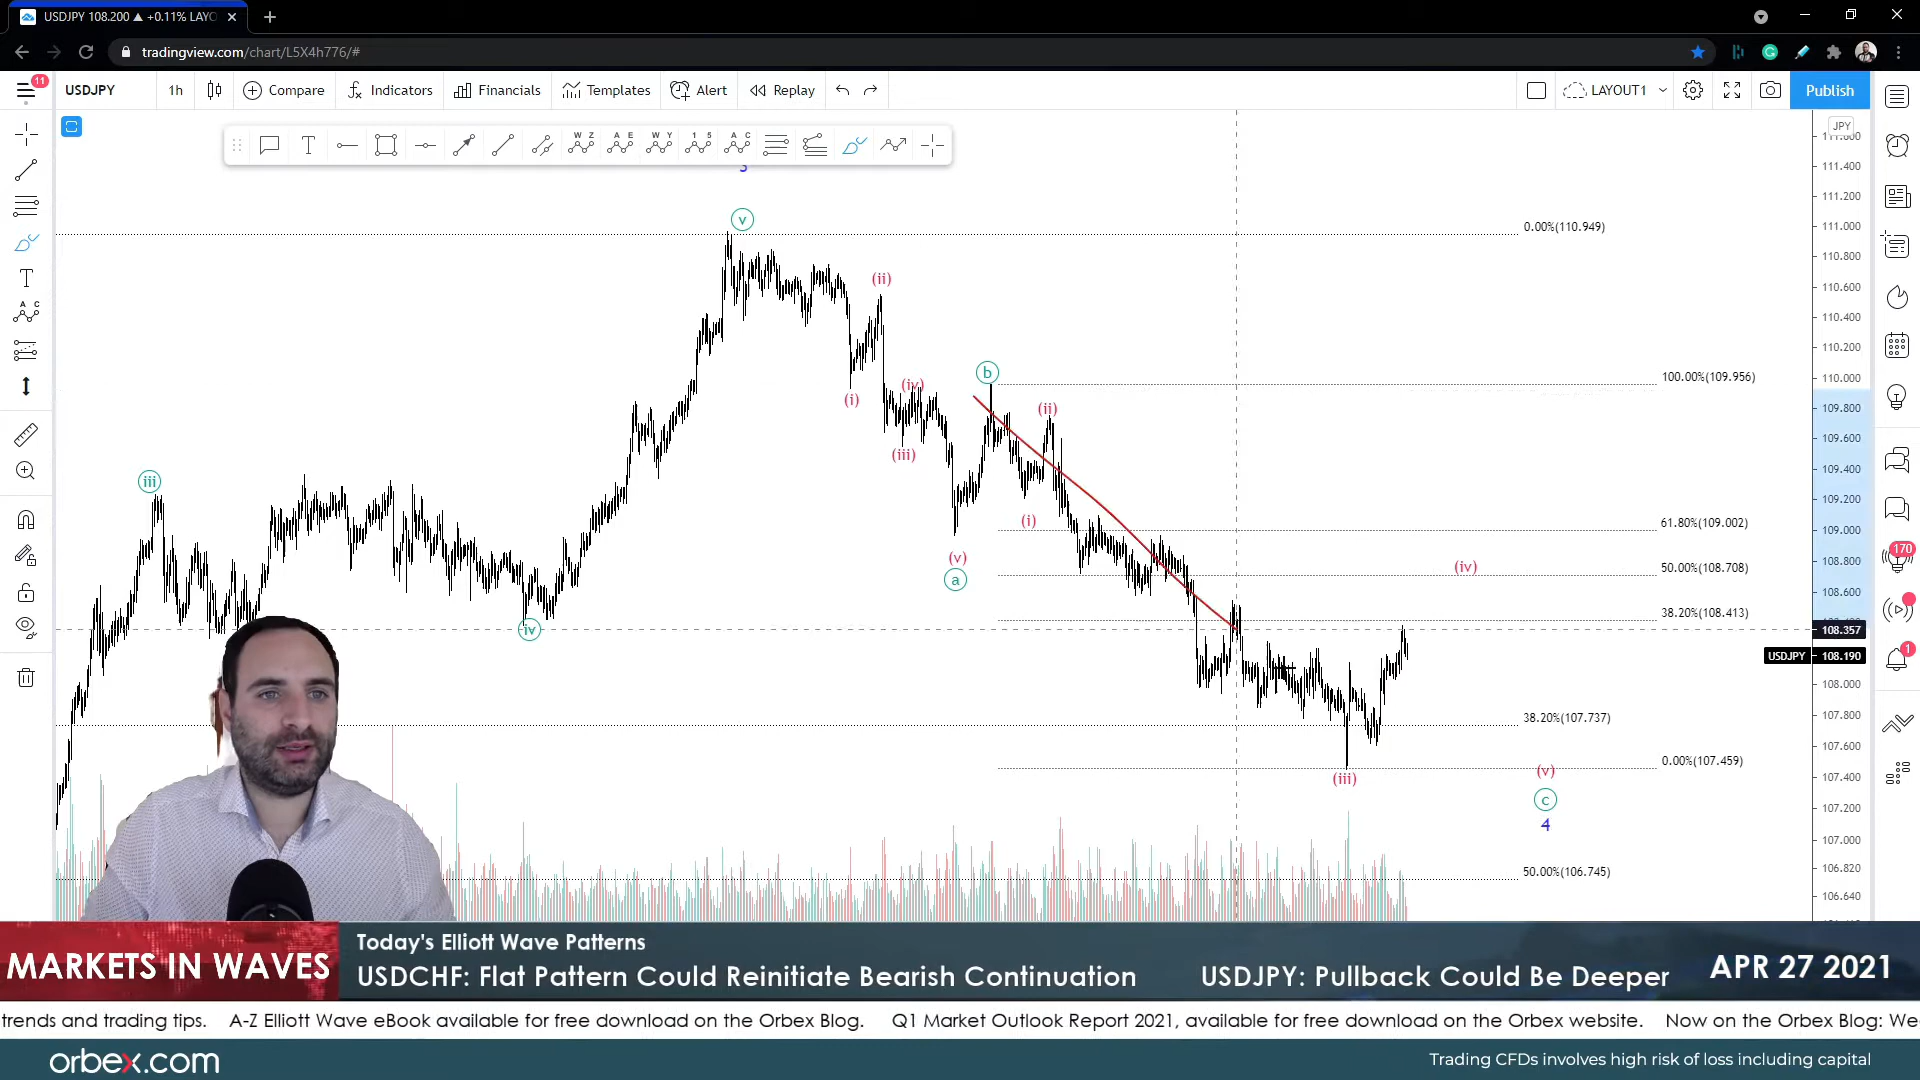 USDJPY 108.200 ▲ +0.11% LAYO
tradingview.com/chart/L5X4h776/#
11
USDJPY 1h Compare Indicators Financials Templates Alert Replay LAYOUT1 Publish
W Z A E W Y 1 5 A C
JPY
A C
3
v
0.00%(110.949)
(ii)
b
100.00%(109.956)
(iv)
(i)
(ii)
(iii)
iii
(i)
61.80%(109.002)
(v)
a
(iv)
50.00%(108.708)
38.20%(108.413)
iv
38.20%(107.737)
0.00%(107.459)
(iii)
(v)
c
4
50.00%(106.745)
111.400
111.200
111.000
110.800
110.600
110.400
110.200
110.000
109.800
109.600
109.400
109.200
109.000
108.800
108.600
108.357
USDJPY 108.190
108.000
107.800
107.600
107.400
107.200
107.000
106.820
106.640
170
1
MARKETS IN WAVES
Today's Elliott Wave Patterns
USDCHF: Flat Pattern Could Reinitiate Bearish Continuation USDJPY: Pullback Could Be Deeper
APR 27 2021
trends and trading tips. A-Z Elliott Wave eBook available for free download on the Orbex Blog. Q1 Market Outlook Report 2021, available for free download on the Orbex website. Now on the Orbex Blog: We
orbex.com
Trading CFDs involves high risk of loss including capital